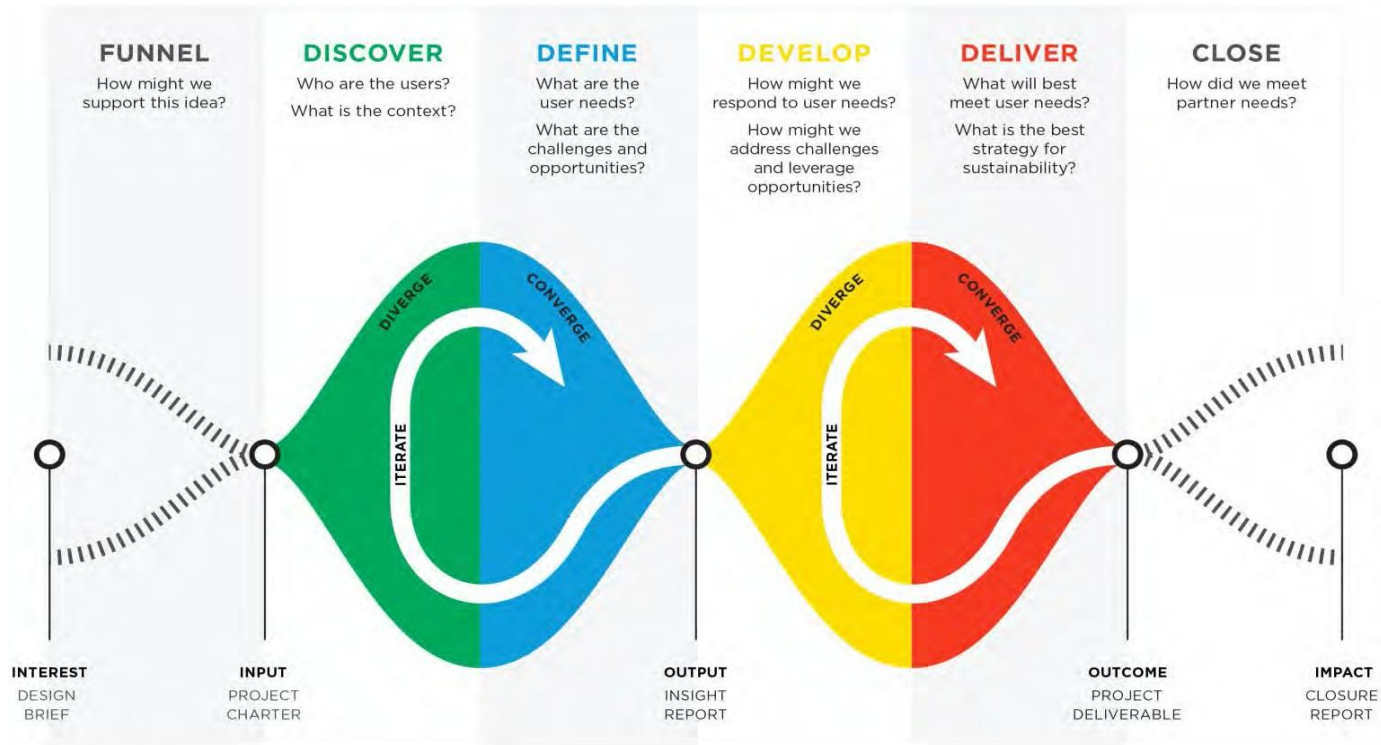 FUNNEL
How might we
support this idea?
DISCOVER
Who are the users?
What is the context?
DEFINE
What are the
user needs?
What are the
challenges and
opportunities?
DEVELOP
How might we
respond to user needs?
How might we
address challenges
and leverage
opportunities?
DELIVER
What will best
meet user needs?
What is the best
strategy for
sustainability?
CLOSE
How did we meet
partner needs?
DIVERGE
CONVERGE
ITERATE
DIVERGE
CONVERGE
ITERATE
INTEREST
DESIGN
BRIEF
INPUT
PROJECT
CHARTER
OUTPUT
INSIGHT
REPORT
OUTCOME
PROJECT
DELIVERABLE
IMPACT
CLOSURE
REPORT